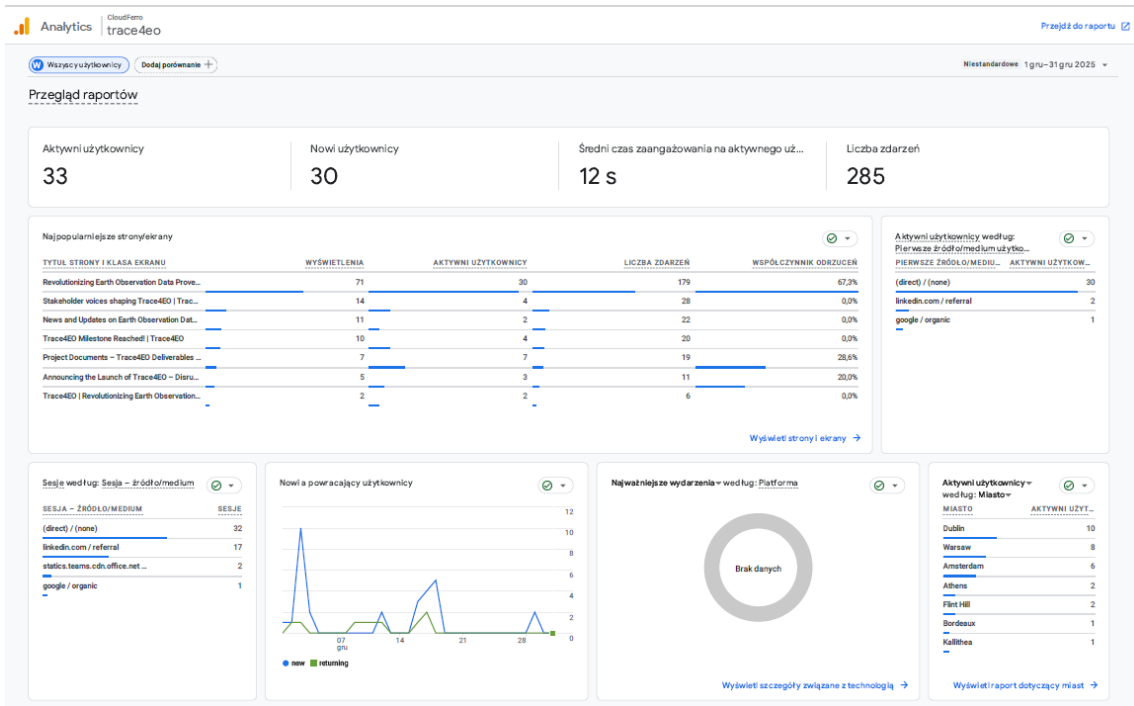 Analytics
CloudFerro
trace4eo
Przejdź do raportu
W Wszyscy użytkownicy
Dodaj porównanie +
Niestandardowe 1 gru–31 gru 2025
Przegląd raportów
Aktywni użytkownicy
33
Nowi użytkownicy
30
Średni czas zaangażowania na aktywnego uż...
12 s
Liczba zdarzeń
285
Najpopularniejsze strony/ekrany
TYTUŁ STRONY I KLASA EKRANU WYŚWIETLENIA AKTYWNI UŻYTKOWNICY LICZBA ZDARZEŃ WSPÓŁCZYNNIK ODRZUCEŃ
Revolutionizing Earth Observation Data Prove... 71 30 179 67,3%
Stakeholder voices shaping Trace4EO | Trac... 14 4 28 0,0%
News and Updates on Earth Observation Dat... 11 2 22 0,0%
Trace4EO Milestone Reached! | Trace4EO 10 4 20 0,0%
Project Documents – Trace4EO Deliverables ... 7 7 19 28,6%
Announcing the Launch of Trace4EO – Disru... 5 3 11 20,0%
Trace4EO | Revolutionizing Earth Observation... 2 2 6 0,0%
Wyświetl strony i ekrany
Aktywni użytkownicy według:
Pierwsze źródło/medium użytko...
PIERWSZE ŹRÓDŁO/MEDIU... AKTYWNI UŻYTKOW...
(direct) / (none) 30
linkedin.com / referral 2
google / organic 1
Sesje według: Sesja – źródło/medium
SESJA – ŹRÓDŁO/MEDIUM SESJE
(direct) / (none) 32
linkedin.com / referral 17
statics.teams.cdn.office.net ... 2
google / organic 1
Nowi a powracający użytkownicy
12
10
8
6
4
2
0
07 14 21 28
gru
new returning
Najważniejsze wydarzenia według: Platforma
Brak danych
Wyświetl szczegóły związane z technologią
Aktywni użytkownicy
według: Miasto
MIASTO AKTYWNI UŻYT...
Dublin 10
Warsaw 8
Amsterdam 6
Athens 2
Flint Hill 2
Bordeaux 1
Kallithea 1
Wyświetl raport dotyczący miast